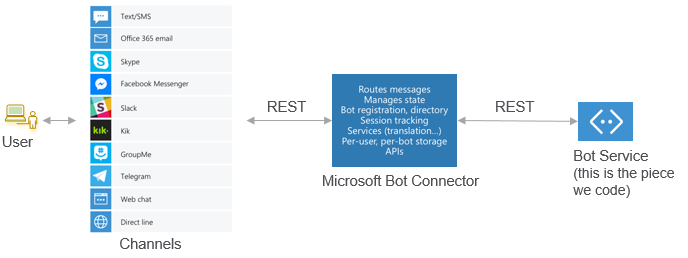 User
Text/SMS
Office 365 email
Skype
Facebook Messenger
Slack
kik.
Kik
GroupMe
Telegram
Web chat
Direct line
Channels
REST
Routes messages
Manages state
Bot registration, directory
Session tracking
Services (translation...)
Per-user, per-bot storage
APIs
Microsoft Bot Connector
REST
Bot Service
(this is the piece
we code)